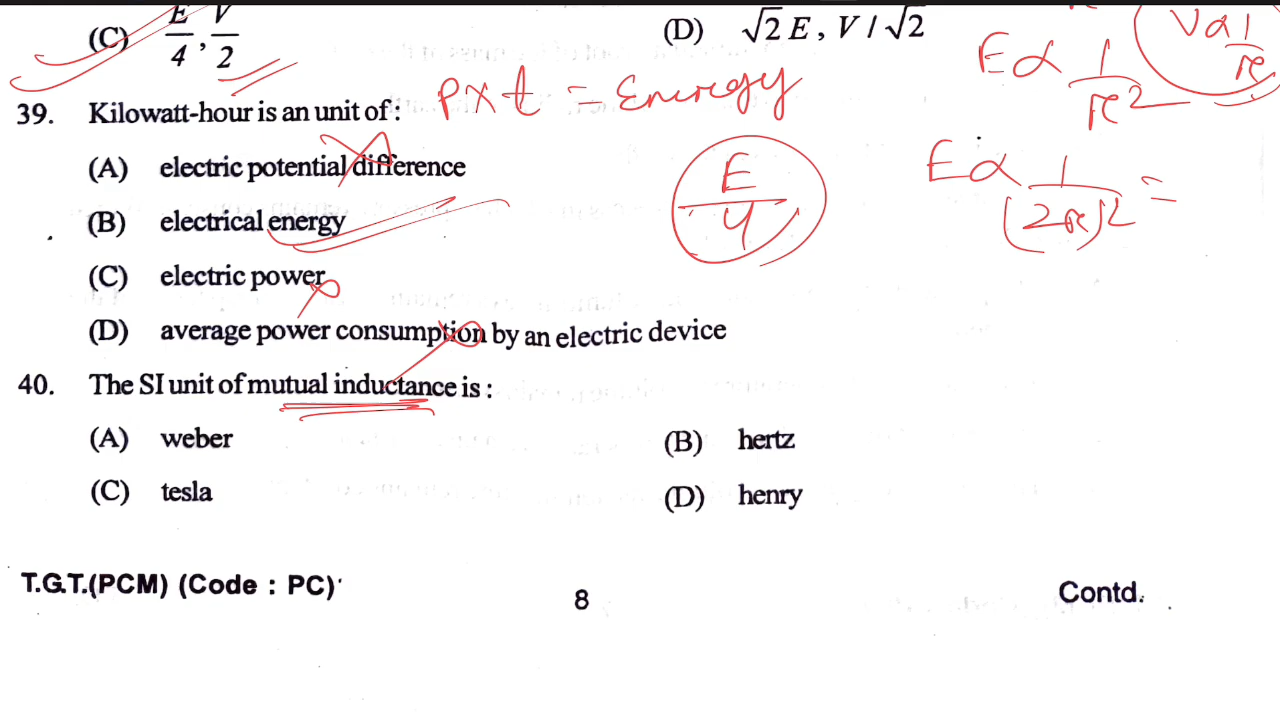 (C) E/4, V/2
(D) √2 E, V / √2
E ∝ 1/r²
V ∝ 1/r
39. Kilowatt-hour is an unit of :
P × t = Energy
(A) electric potential difference
(B) electrical energy
(C) electric power
(D) average power consumption by an electric device
E/4
E ∝ 1/(2r)² =
40. The SI unit of mutual inductance is :
(A) weber
(B) hertz
(C) tesla
(D) henry
T.G.T.(PCM) (Code : PC)
8
Contd.